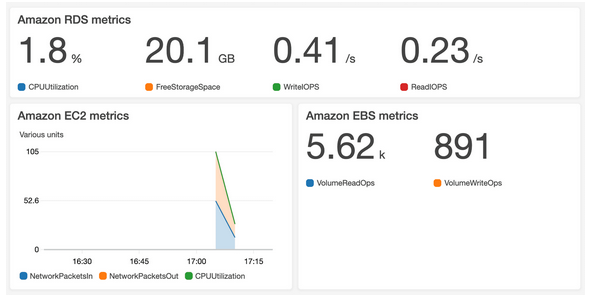 Amazon RDS metrics
1.8 % 20.1 GB 0.41 /s 0.23 /s
CPUUtilization FreeStorageSpace WriteIOPS ReadIOPS
Amazon EC2 metrics
Various units
105
52.6
0
16:30 16:45 17:00 17:15
NetworkPacketsIn NetworkPacketsOut CPUUtilization
Amazon EBS metrics
5.62 k 891
VolumeReadOps VolumeWriteOps